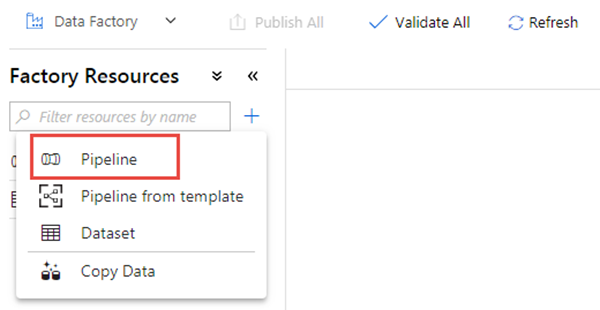 Data Factory
Publish All
Validate All
Refresh
Factory Resources
Filter resources by name
Pipeline
Pipeline from template
Dataset
Copy Data